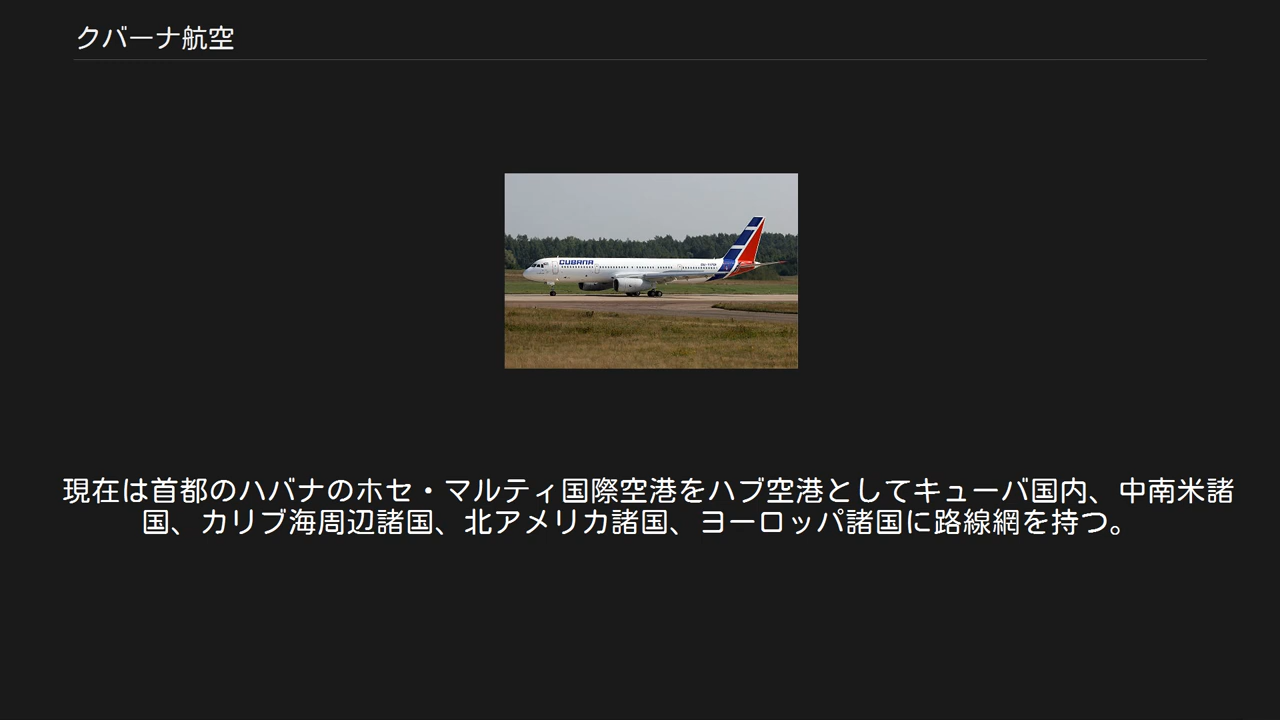 クバーナ航空
CUBANA
現在は首都のハバナのホセ・マルティ国際空港をハブ空港としてキューバ国内、中南米諸
国、カリブ海周辺諸国、北アメリカ諸国、ヨーロッパ諸国に路線網を持つ。